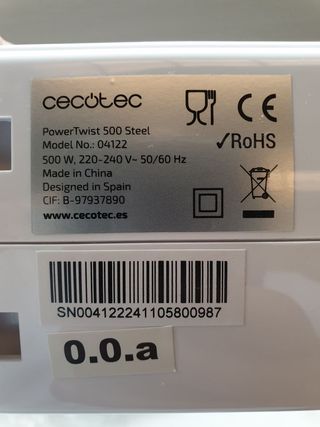 cecotec
PowerTwist 500 Steel
Model No.: 04122
500 W, 220-240 V~ 50/60 Hz
Made in China
Designed in Spain
CIF: B-97937890
www.cecotec.es
CE
✓RoHS
SN004122241105800987
0.0.a